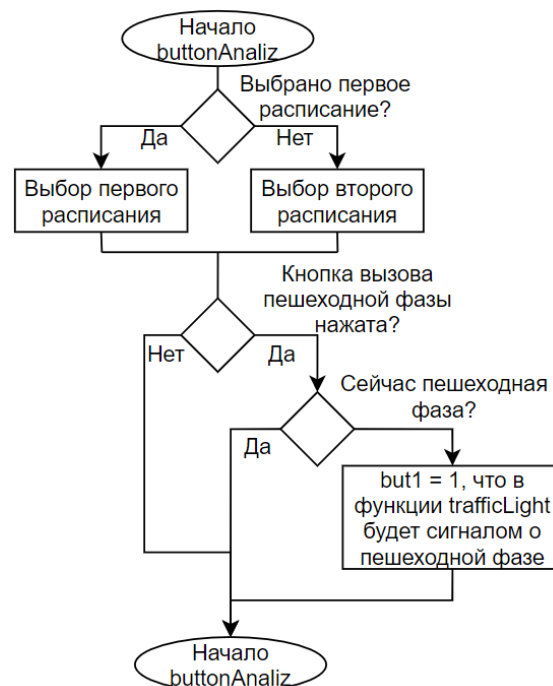 Начало
buttonAnaliz
Выбрано первое
расписание?
Да
Нет
Выбор первого
расписания
Выбор второго
расписания
Кнопка вызова
пешеходной фазы
нажата?
Нет
Да
Сейчас пешеходная
фаза?
Да
but1 = 1, что в
функции trafficLight
будет сигналом о
пешеходной фазе
Начало
buttonAnaliz